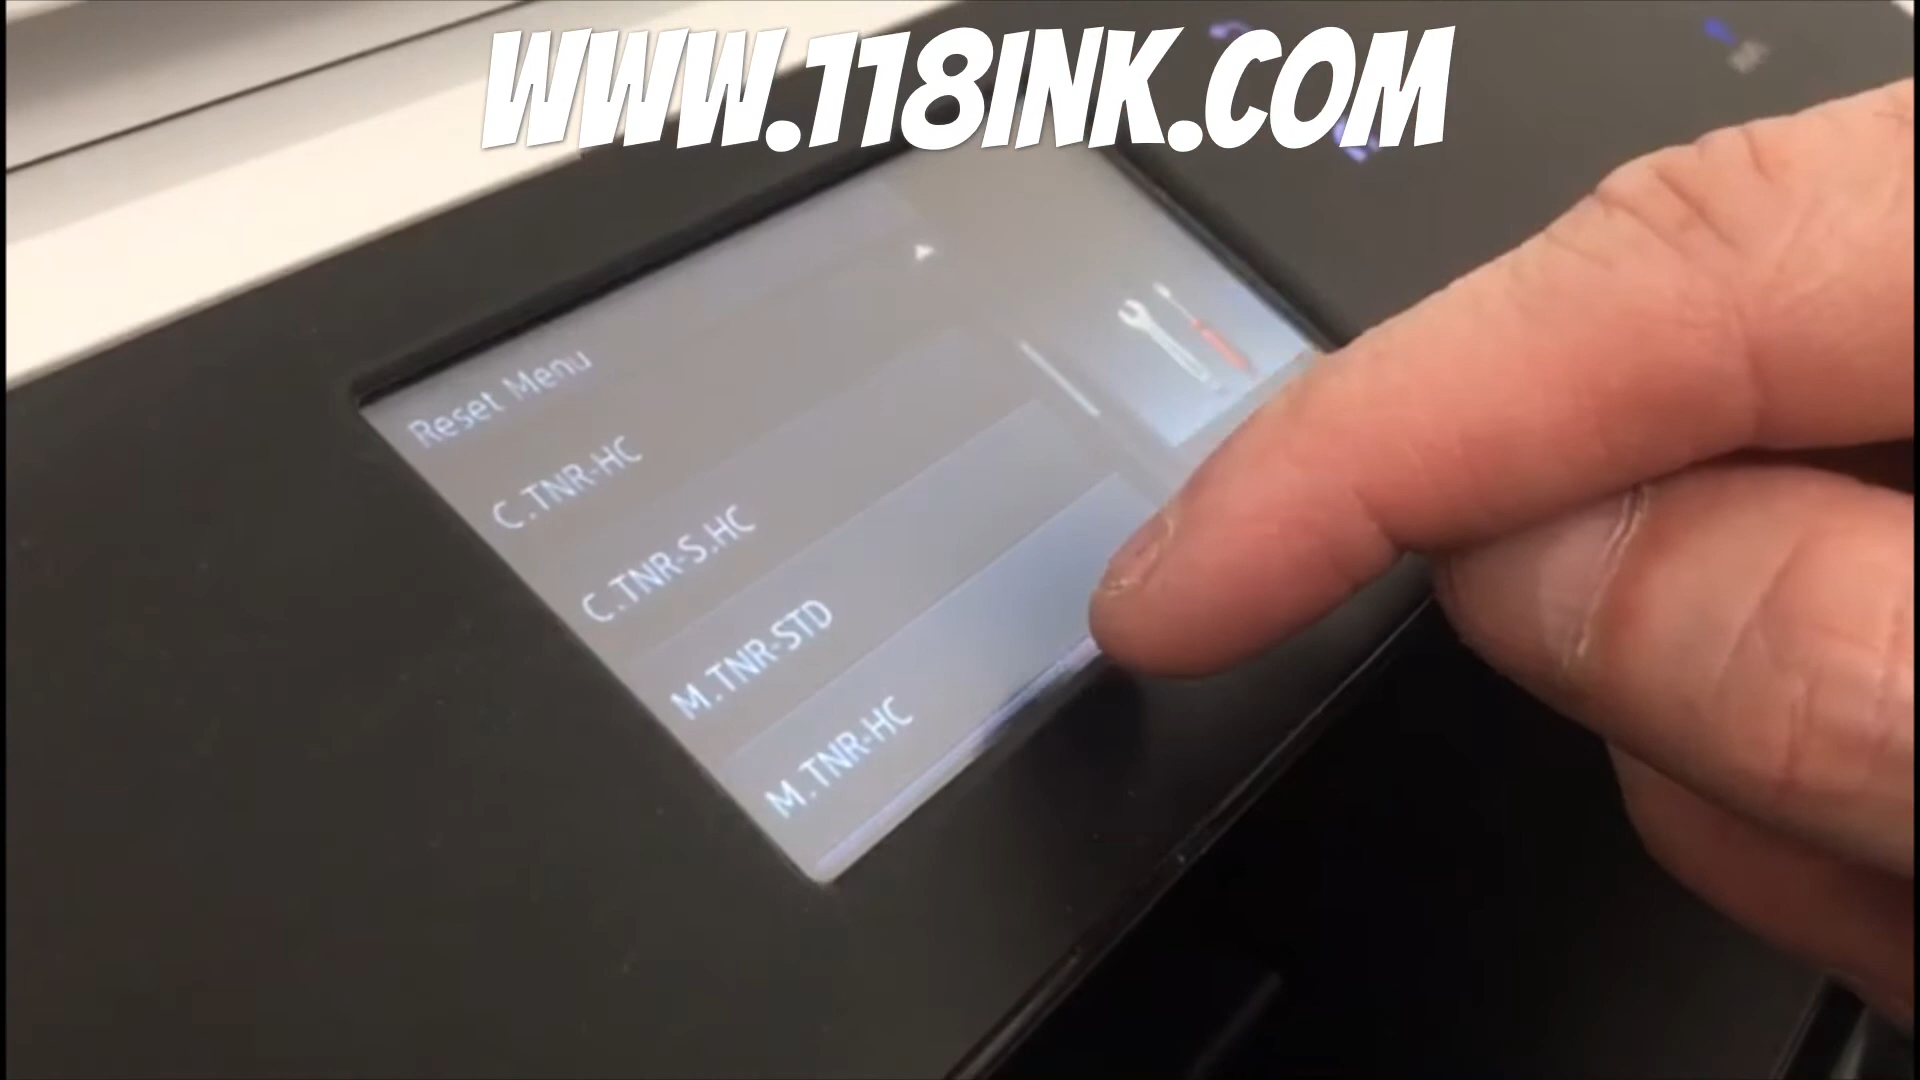 WWW.118INK.COM
Reset Menu
C.TNR-HC
C.TNR-S.HC
M.TNR-STD
M.TNR-HC